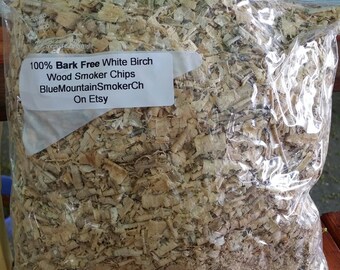 100% Bark Free White Birch
Wood Smoker Chips
BlueMountainSmokerCh
On Etsy